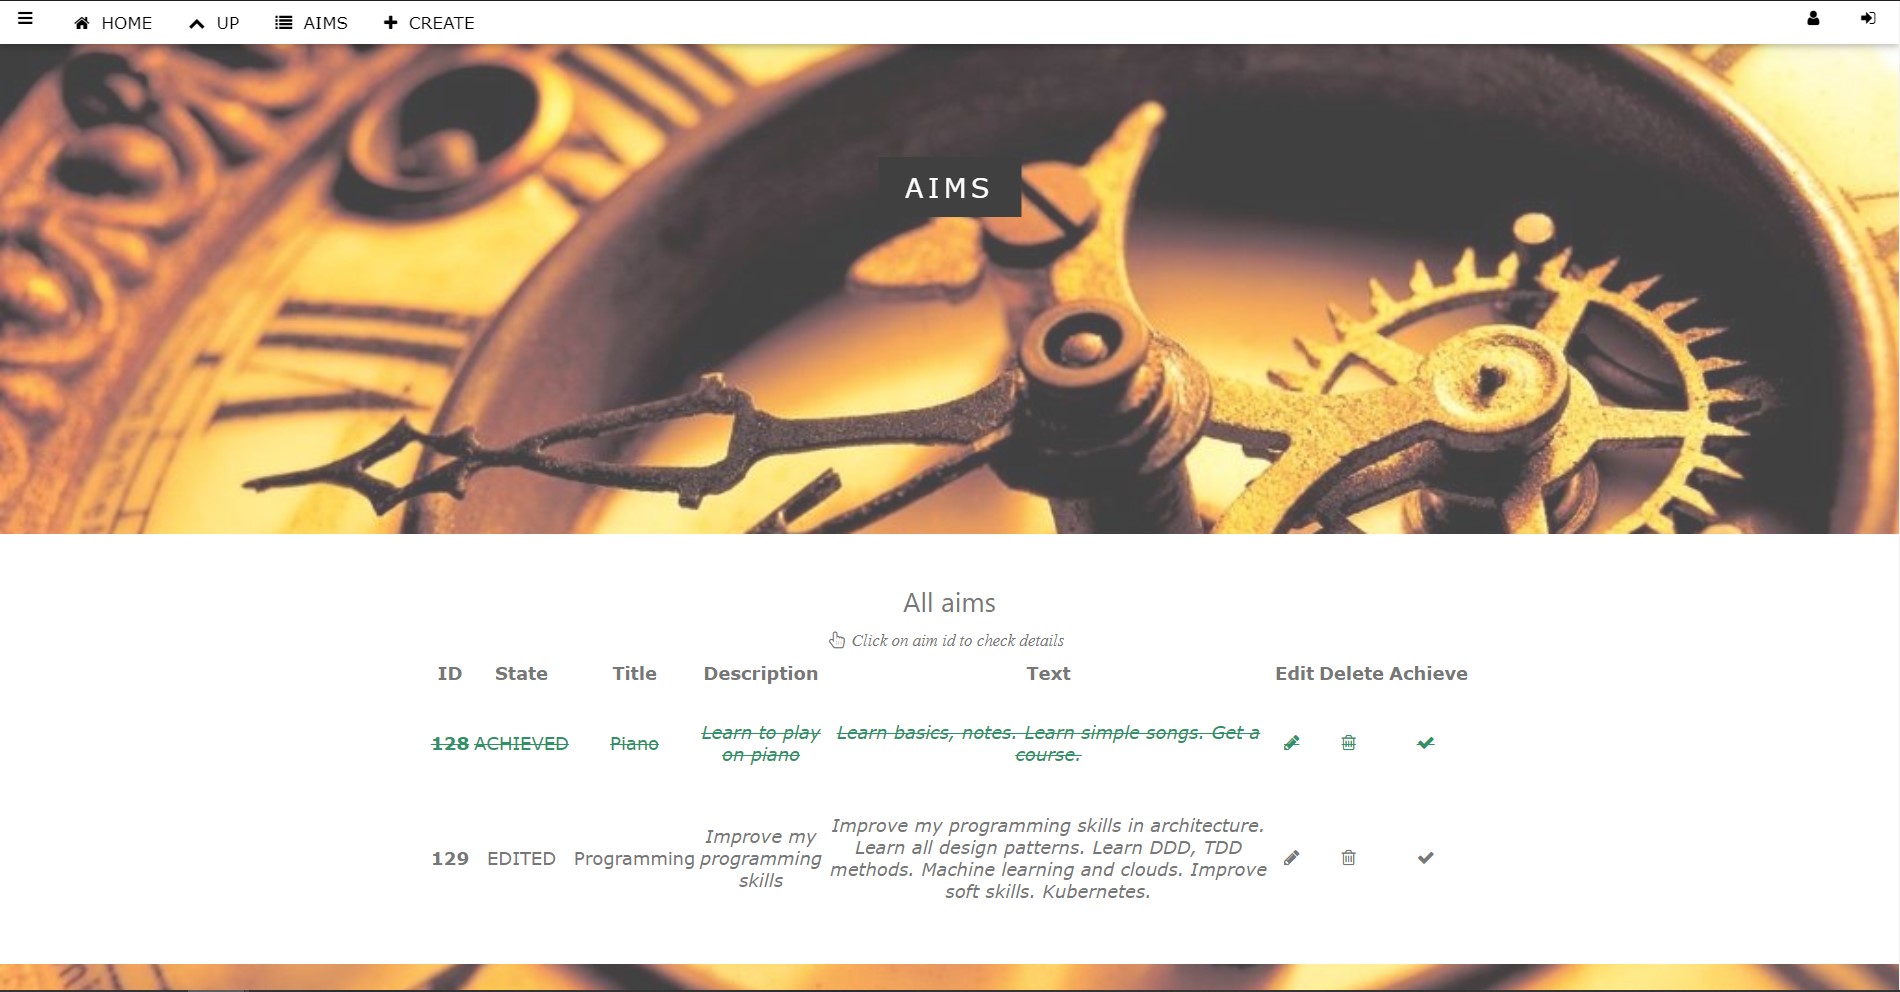 HOME UP AIMS CREATE
AIMS
All aims
Click on aim id to check details
ID State Title Description Text Edit Delete Achieve
128 ACHIEVED Piano Learn to play on piano Learn basics, notes. Learn simple songs. Get a course.
129 EDITED Programming Improve my programming skills Improve my programming skills in architecture. Learn all design patterns. Learn DDD, TDD methods. Machine learning and clouds. Improve soft skills. Kubernetes.